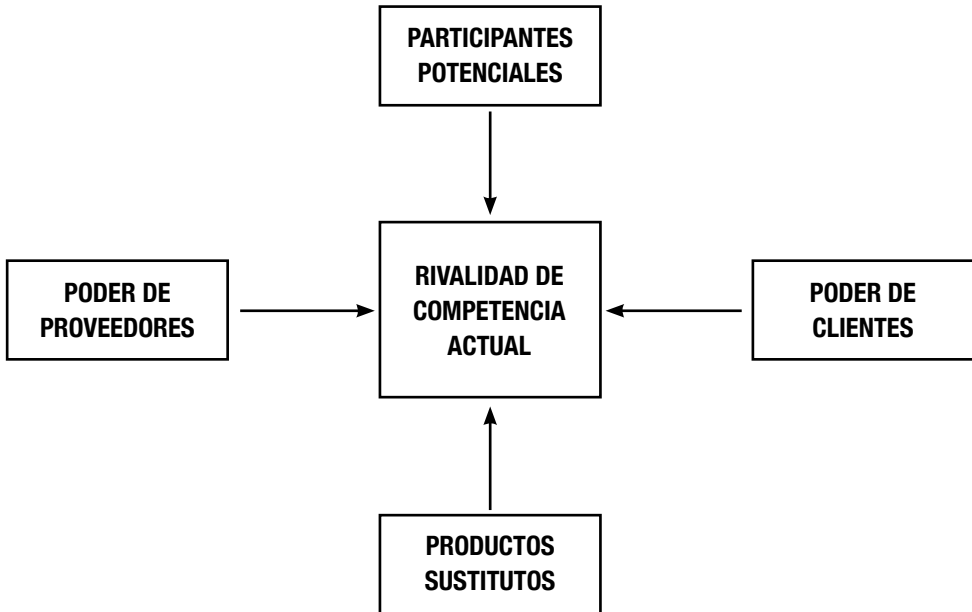 PARTICIPANTES
POTENCIALES
PODER DE
PROVEEDORES
RIVALIDAD DE
COMPETENCIA
ACTUAL
PODER DE
CLIENTES
PRODUCTOS
SUSTITUTOS